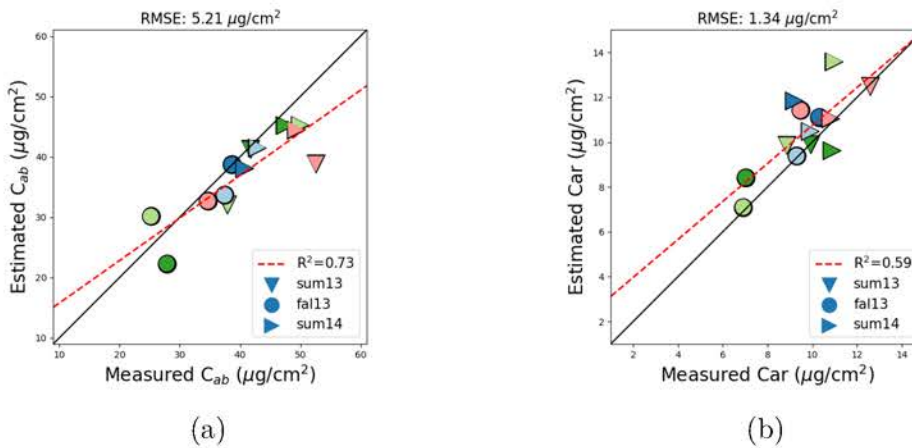 RMSE: 5.21 µg/cm²
60
50
40
30
20
10
Estimated C_ab (µg/cm²)
R²=0.73
sum13
fal13
sum14
10 20 30 40 50 60
Measured C_ab (µg/cm²)
(a)
RMSE: 1.34 µg/cm²
14
12
10
8
6
4
2
Estimated Car (µg/cm²)
R²=0.59
sum13
fal13
sum14
2 4 6 8 10 12 14
Measured Car (µg/cm²)
(b)